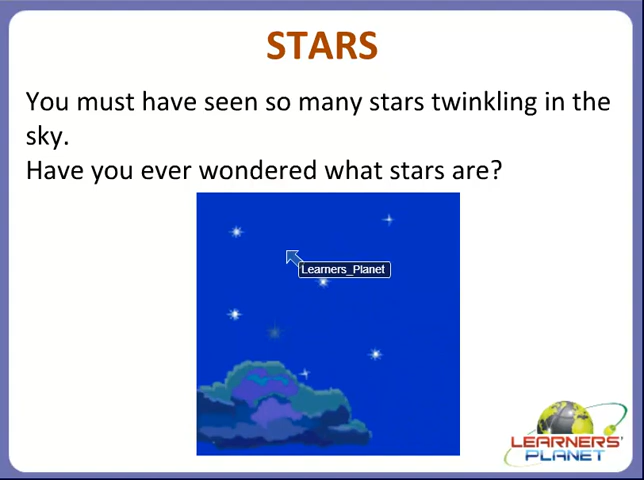 STARS
You must have seen so many stars twinkling in the
sky.
Have you ever wondered what stars are?
Learners_Planet
LEARNERS'
PLANET